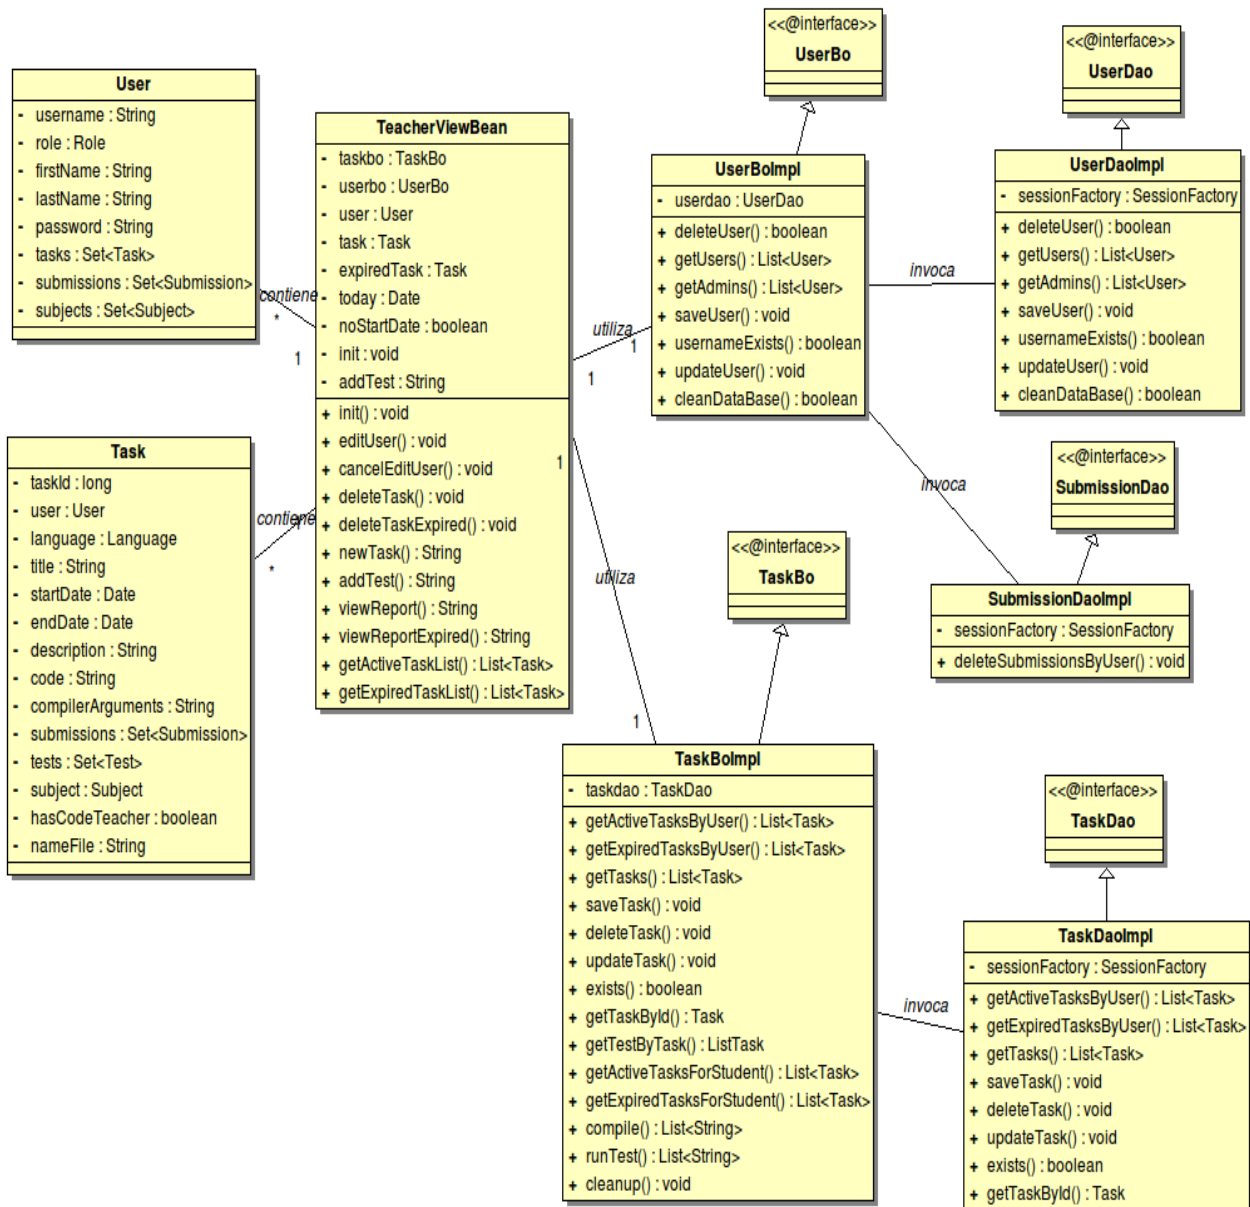 User
- username : String
- role : Role
- firstName : String
- lastName : String
- password : String
- tasks : Set<Task>
- submissions : Set<Submission>
- subjects : Set<Subject>
contiene
*
1
Task
- taskId : long
- user : User
- language : Language
- title : String
- startDate : Date
- endDate : Date
- description : String
- code : String
- compilerArguments : String
- submissions : Set<Submission>
- tests : Set<Test>
- subject : Subject
- hasCodeTeacher : boolean
- nameFile : String
contiene
1
*
TeacherViewBean
- taskbo : TaskBo
- userbo : UserBo
- user : User
- task : Task
- expiredTask : Task
- today : Date
- noStartDate : boolean
- init : void
- addTest : String
+ init() : void
+ editUser() : void
+ cancelEditUser() : void
+ deleteTask() : void
+ deleteTaskExpired() : void
+ newTask() : String
+ addTest() : String
+ viewReport() : String
+ viewReportExpired() : String
+ getActiveTaskList() : List<Task>
+ getExpiredTaskList() : List<Task>
utiliza
1
1
1
utiliza
1
<<@interface>>
UserBo
UserBoImpl
- userdao : UserDao
+ deleteUser() : boolean
+ getUsers() : List<User>
+ getAdmins() : List<User>
+ saveUser() : void
+ usernameExists() : boolean
+ updateUser() : void
+ cleanDataBase() : boolean
invoca
<<@interface>>
UserDao
UserDaoImpl
- sessionFactory : SessionFactory
+ deleteUser() : boolean
+ getUsers() : List<User>
+ getAdmins() : List<User>
+ saveUser() : void
+ usernameExists() : boolean
+ updateUser() : void
+ cleanDataBase() : boolean
invoca
<<@interface>>
SubmissionDao
SubmissionDaoImpl
- sessionFactory : SessionFactory
+ deleteSubmissionsByUser() : void
<<@interface>>
TaskBo
TaskBoImpl
- taskdao : TaskDao
+ getActiveTasksByUser() : List<Task>
+ getExpiredTasksByUser() : List<Task>
+ getTasks() : List<Task>
+ saveTask() : void
+ deleteTask() : void
+ updateTask() : void
+ exists() : boolean
+ getTaskById() : Task
+ getTestByTask() : ListTask
+ getActiveTasksForStudent() : List<Task>
+ getExpiredTasksForStudent() : List<Task>
+ compile() : List<String>
+ runTest() : List<String>
+ cleanup() : void
invoca
<<@interface>>
TaskDao
TaskDaoImpl
- sessionFactory : SessionFactory
+ getActiveTasksByUser() : List<Task>
+ getExpiredTasksByUser() : List<Task>
+ getTasks() : List<Task>
+ saveTask() : void
+ deleteTask() : void
+ updateTask() : void
+ exists() : boolean
+ getTaskById() : Task